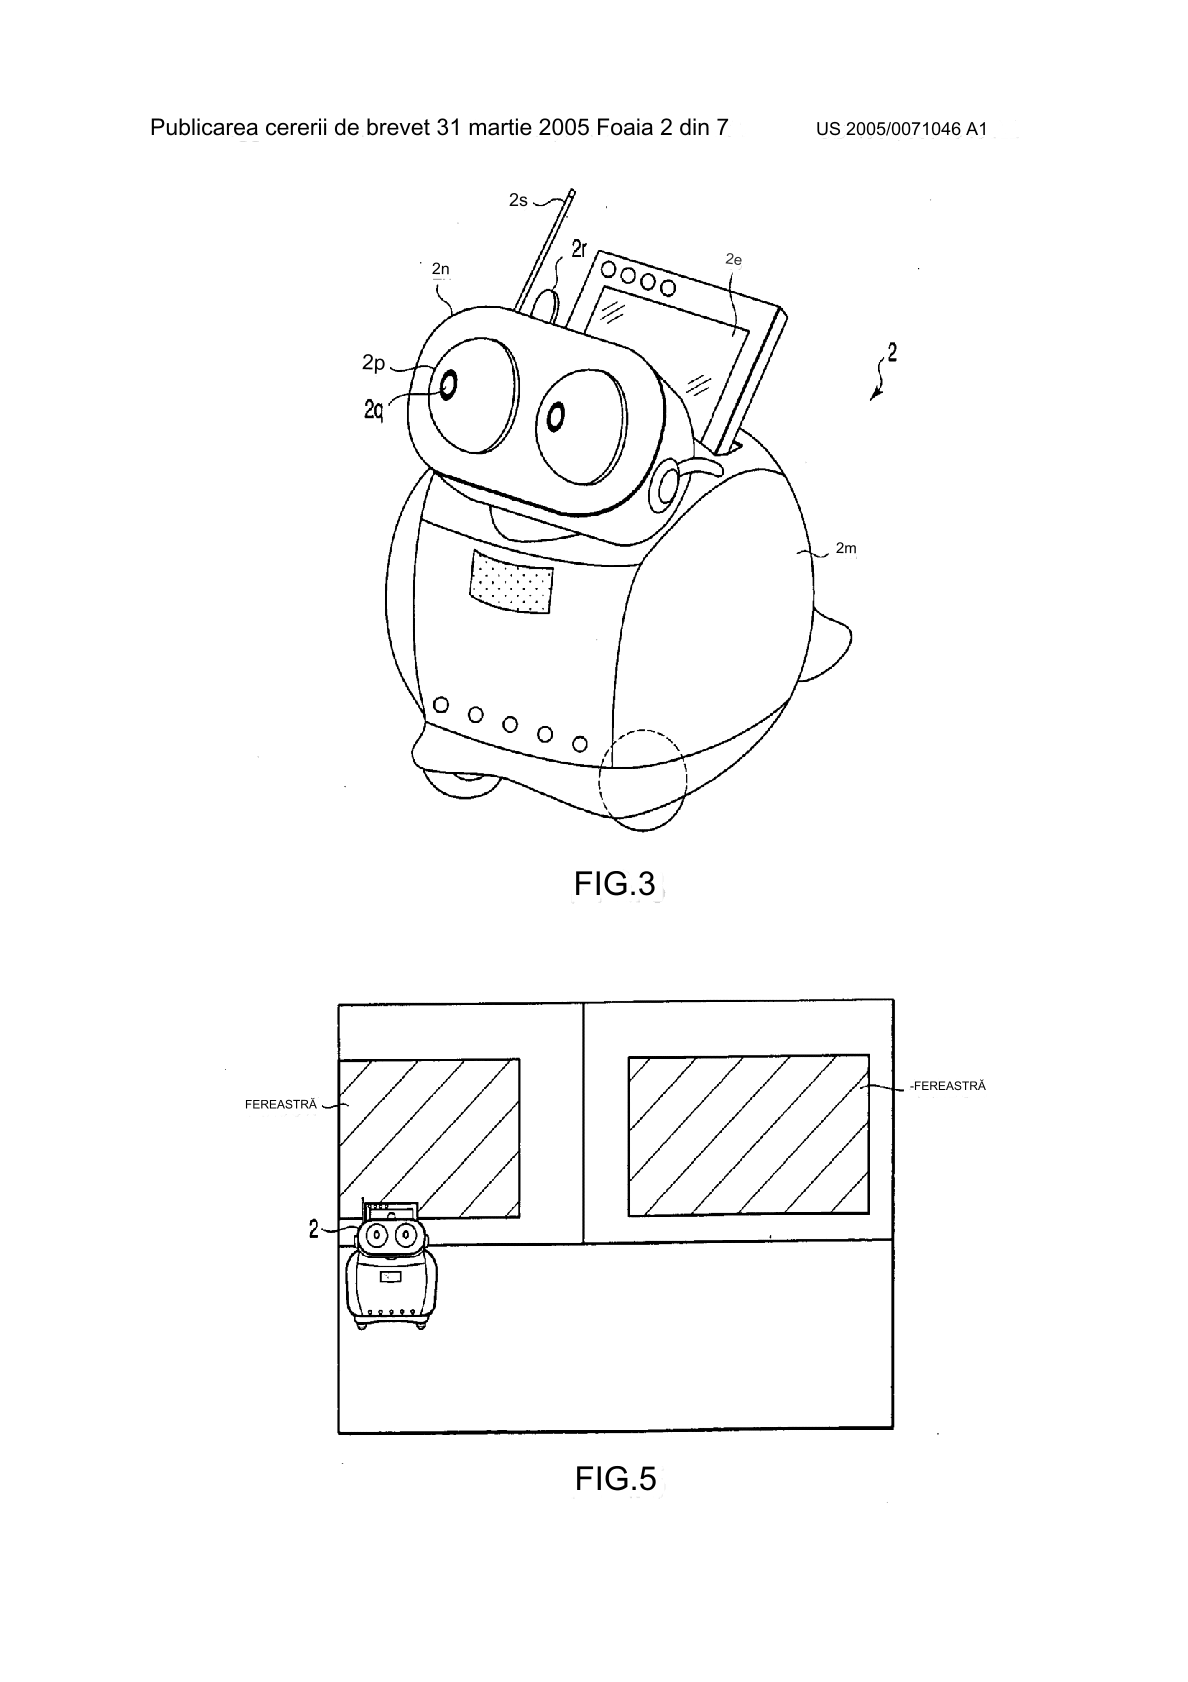 Publicarea cererii de brevet 31 martie 2005 Foaia 2 din 7 US 2005/0071046 A1
2s
2r
2n
2e
2p
2
2q
2m
FIG.3
FEREASTRĂ
-FEREASTRĂ
2
FIG.5